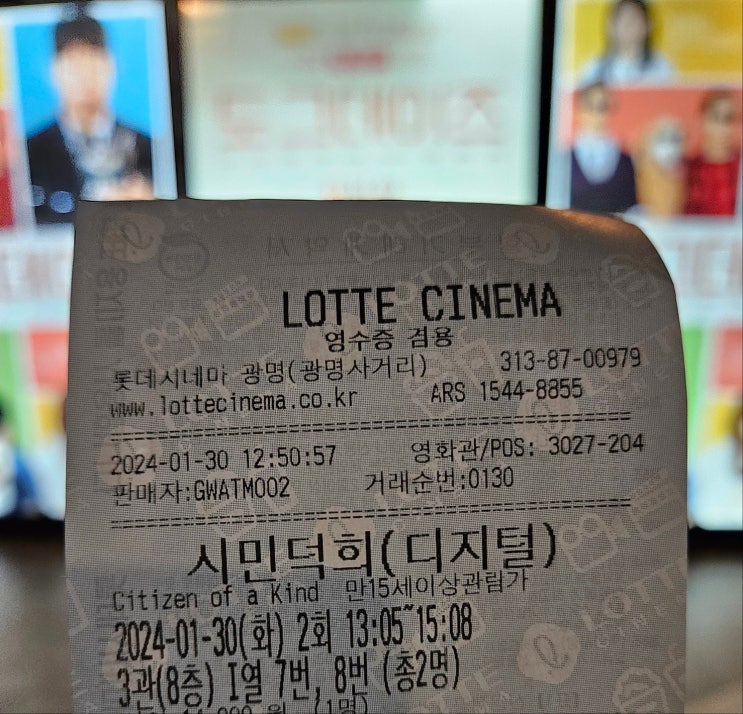 LOTTE CINEMA
영수증 겸용
롯데시네마 광명(광명사거리) 313-87-00979
www.lottecinema.co.kr ARS 1544-8855
2024-01-30 12:50:57 영화관/POS: 3027-204
판매자:GWATM002 거래순번:0130
시민덕희(디지털)
Citizen of a Kind 만15세이상관람가
2024-01-30(화) 2회 13:05~15:08
3관(8층) I열 7번, 8번 (총2명)